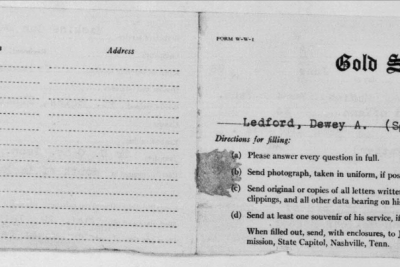 Address
FORM W-W-1
Gold S
Ledford, Dewey A. (S
Directions for filling:
(a) Please answer every question in full.
(b) Send photograph, taken in uniform, if pos
(c) Send original or copies of all letters writte
clippings, and all other data bearing on his
(d) Send at least one souvenir of his service, i
When filled out, send, with enclosures, to J
mission, State Capitol, Nashville, Tenn.